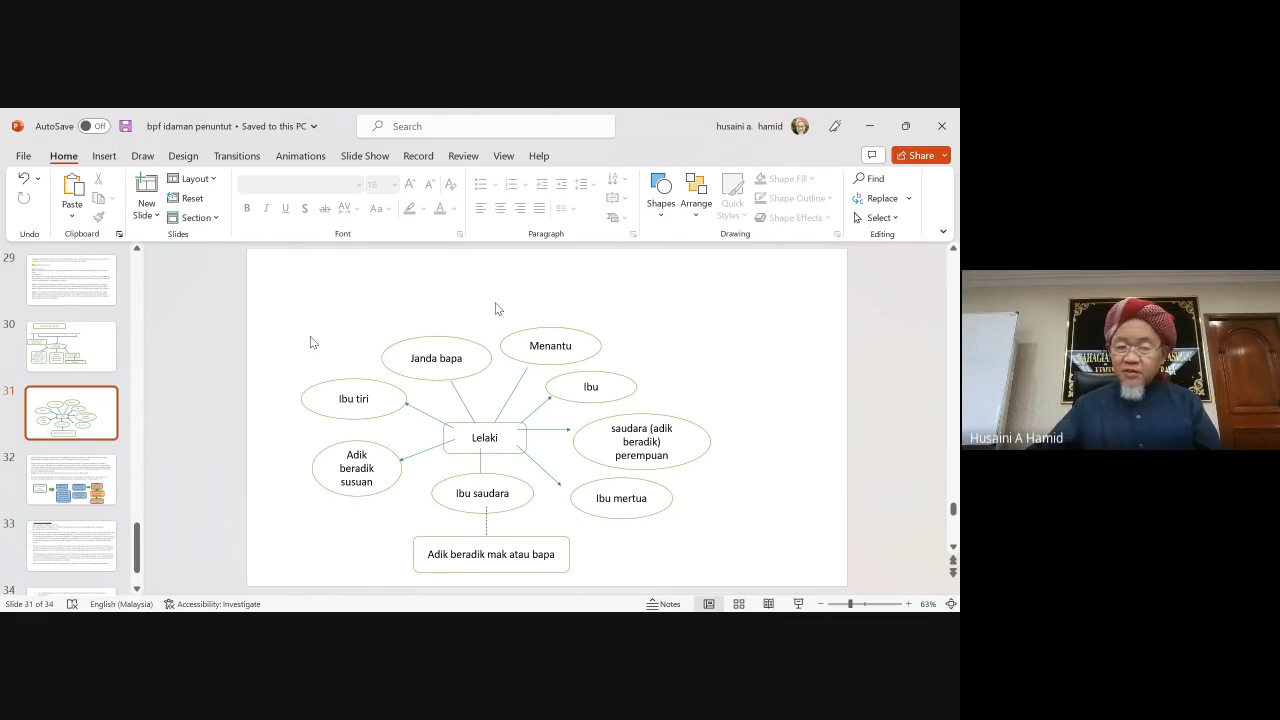 AutoSave Off bpf idaman penuntut • Saved to this PC Search husaini a. hamid
File Home Insert Draw Design Transitions Animations Slide Show Record Review View Help Share
Paste New Slide Layout Reset Section 18 Aa Shapes Arrange Quick Styles Shape Fill Shape Outline Shape Effects Find Replace Select
Undo Clipboard Slides Font Paragraph Drawing Editing
29
30
31
32
33
34
Janda bapa
Menantu
Ibu
Ibu tiri
Lelaki
saudara (adik
beradik)
perempuan
Adik
beradik
susuan
Ibu saudara
Ibu mertua
Adik beradik mak atau bapa
Slide 31 of 34 English (Malaysia) Accessibility: Investigate Notes 63%
Husaini A Hamid